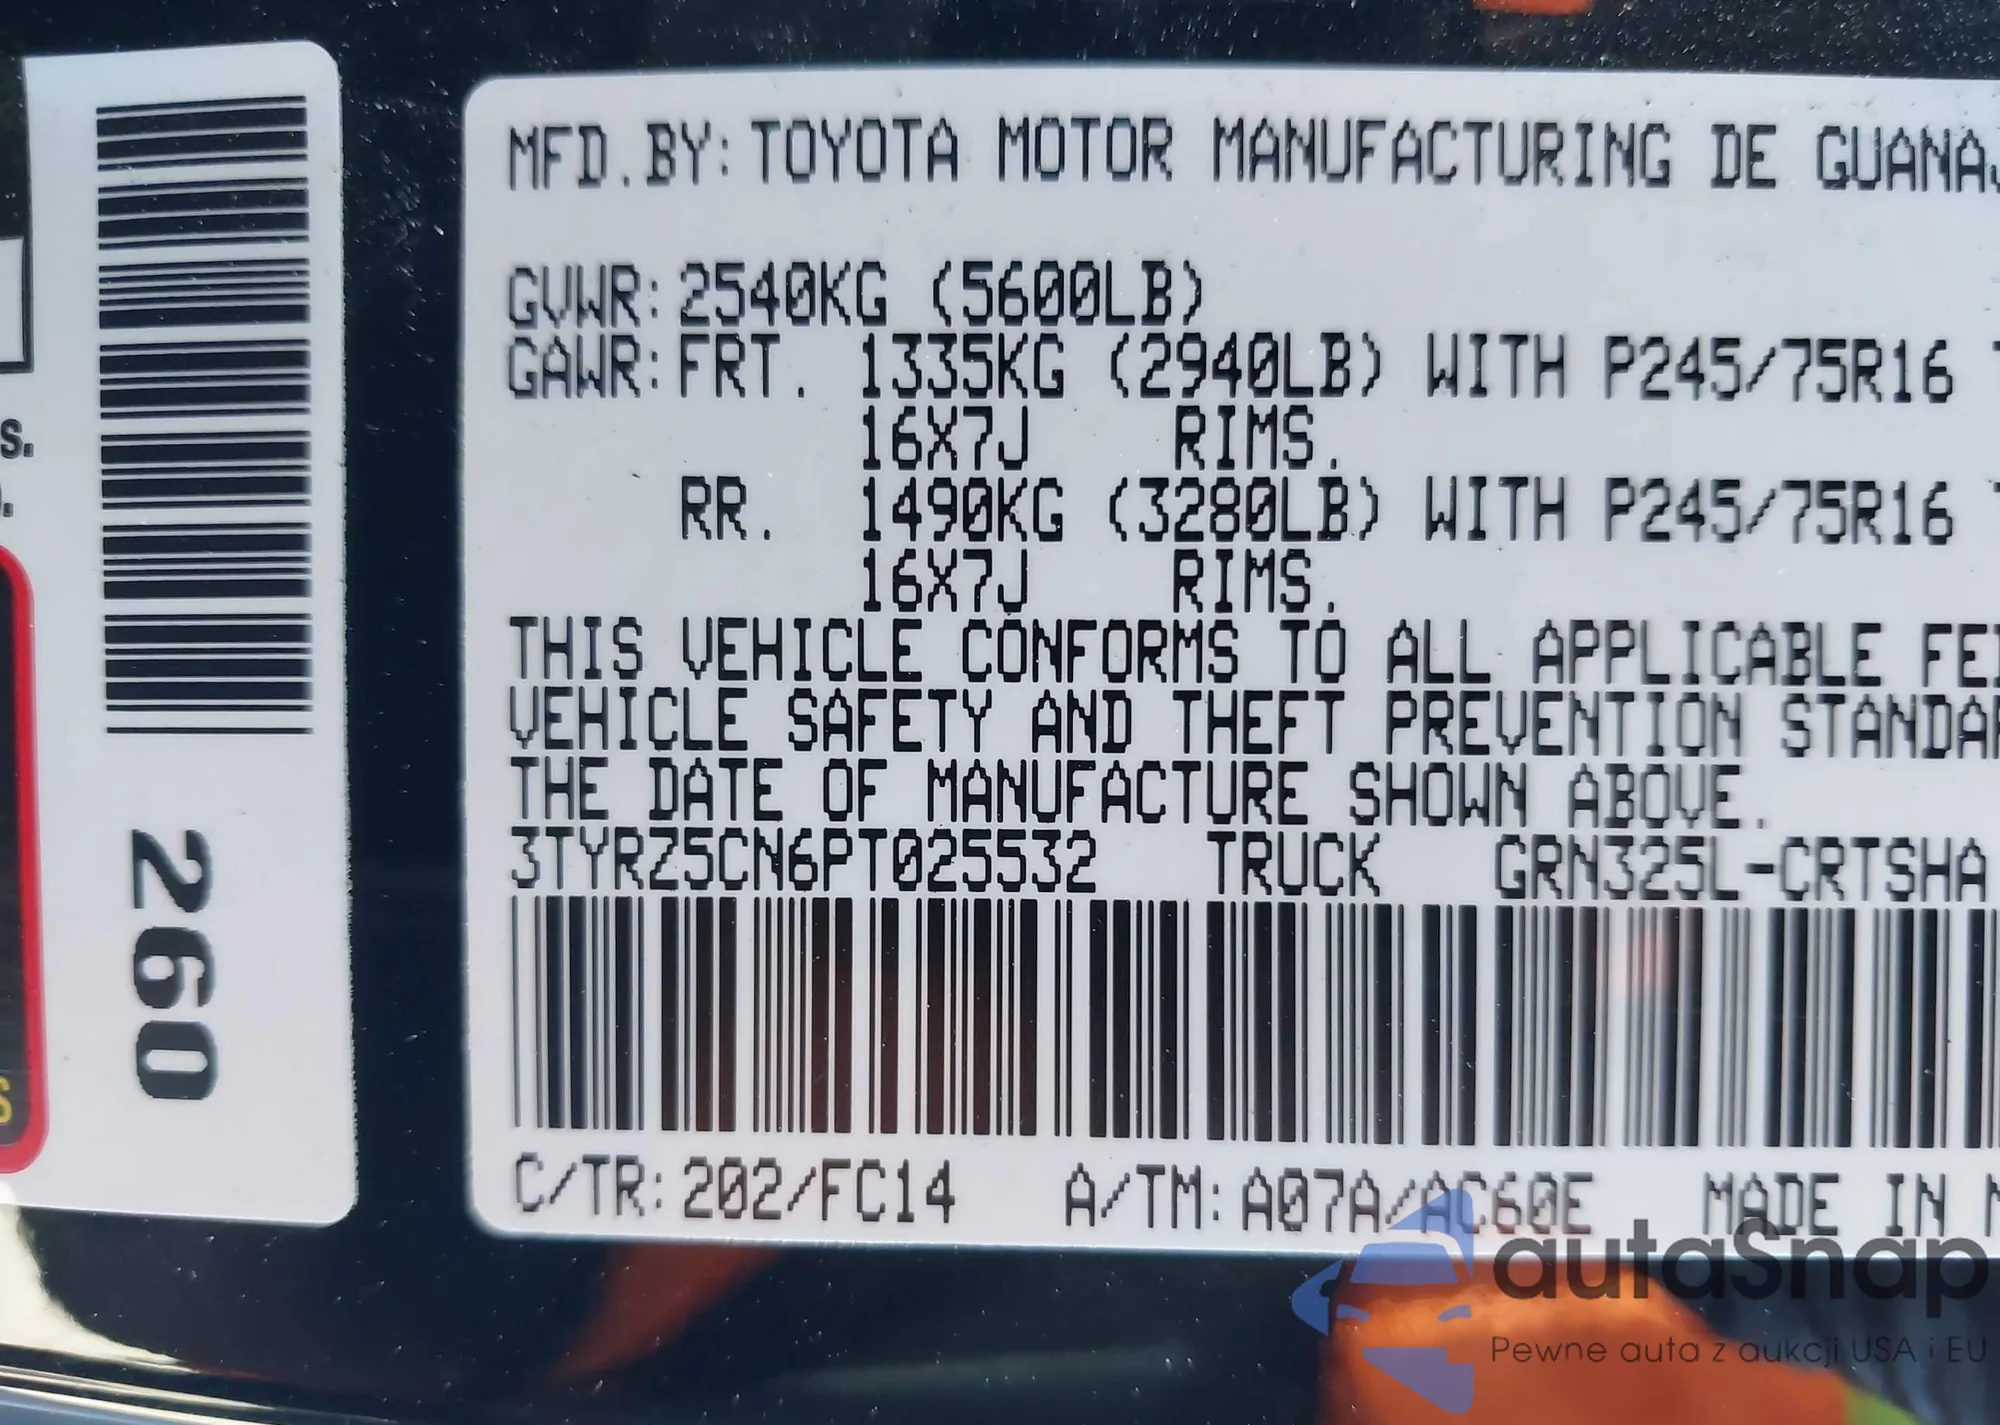 MFD.BY:TOYOTA MOTOR MANUFACTURING DE
GVWR:2540KG (5600LB)
GAWR:FRT. 1335KG (2940LB) WITH P245/75R16
16X7J RIMS.
RR. 1490KG (3280LB) WITH P245/75R16
16X7J RIMS.
THIS VEHICLE CONFORMS TO ALL APPLICABLE
VEHICLE SAFETY AND THEFT PREVENTION
THE DATE OF MANUFACTURE SHOWN ABOVE.
3TYRZ5CN6PT025532 TRUCK GRN325L-CRTSHA
C/TR:202/FC14 A/TM:A07A/AC60E MADE IN
260
autaSnap
Pewne auta z aukcji USA i EU